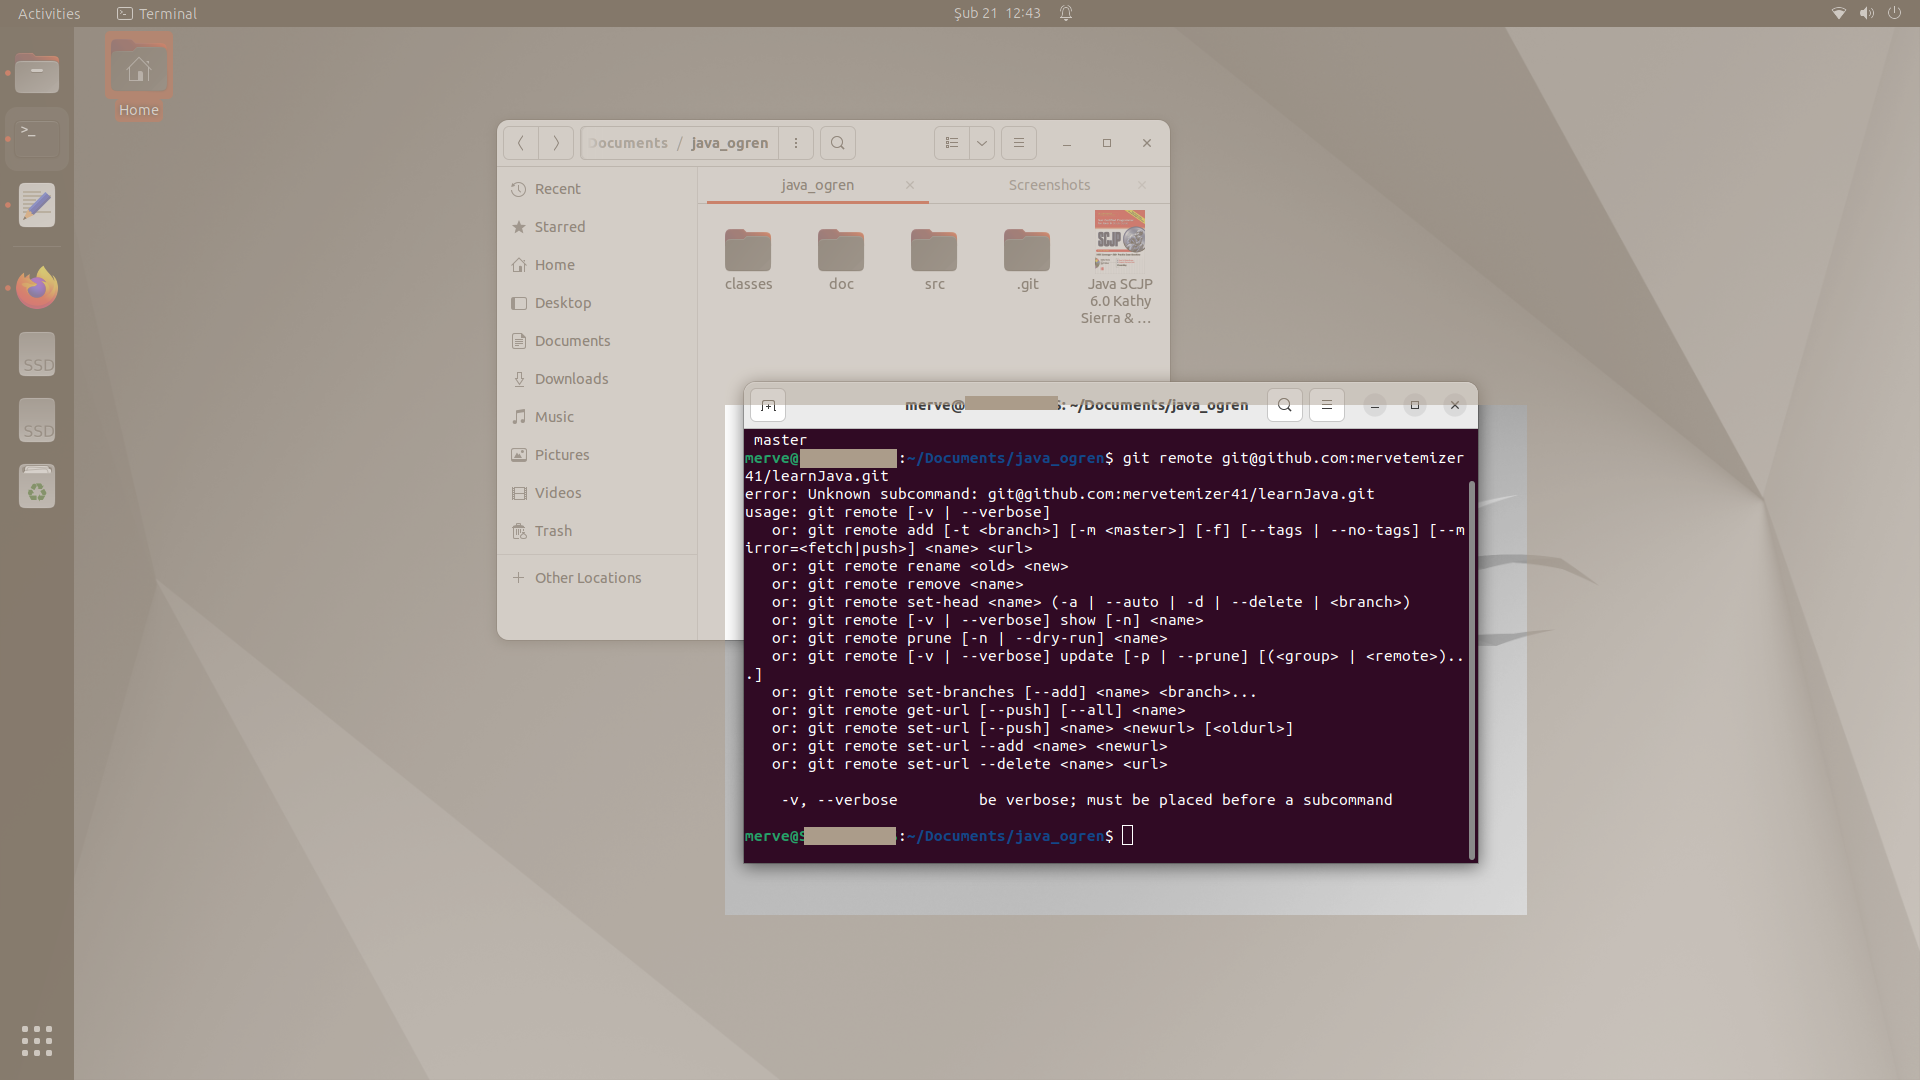 Activities
Terminal
Şub 21 12:43
Home
Documents / java_ogren
Recent
Starred
Home
Desktop
Documents
Downloads
Music
Pictures
Videos
Trash
Other Locations
java_ogren
Screenshots
classes
doc
src
.git
SCJP
Java SCJP
6.0 Kathy
Sierra & ...
SSD
SSD
merve@ : ~/Documents/java_ogren
master
merve@ :~/Documents/java_ogren$ git remote git@github.com:mervetemizer
41/learnJava.git
error: Unknown subcommand: git@github.com:mervetemizer41/learnJava.git
usage: git remote [-v | --verbose]
or: git remote add [-t <branch>] [-m <master>] [-f] [--tags | --no-tags] [--m
irror=<fetch|push>] <name> <url>
or: git remote rename <old> <new>
or: git remote remove <name>
or: git remote set-head <name> (-a | --auto | -d | --delete | <branch>)
or: git remote [-v | --verbose] show [-n] <name>
or: git remote prune [-n | --dry-run] <name>
or: git remote [-v | --verbose] update [-p | --prune] [(<group> | <remote>)..
.]
or: git remote set-branches [--add] <name> <branch>...
or: git remote get-url [--push] [--all] <name>
or: git remote set-url [--push] <name> <newurl> [<oldurl>]
or: git remote set-url --add <name> <newurl>
or: git remote set-url --delete <name> <url>
-v, --verbose be verbose; must be placed before a subcommand
merve@ :~/Documents/java_ogren$